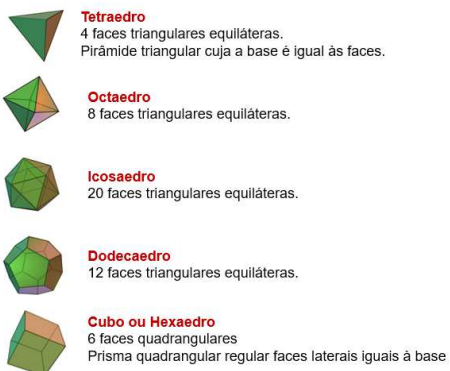 Tetraedro
4 faces triangulares equiláteras.
Pirâmide triangular cuja a base é igual às faces.
Octaedro
8 faces triangulares equiláteras.
Icosaedro
20 faces triangulares equiláteras.
Dodecaedro
12 faces triangulares equiláteras.
Cubo ou Hexaedro
6 faces quadrangulares
Prisma quadrangular regular faces laterais iguais à base